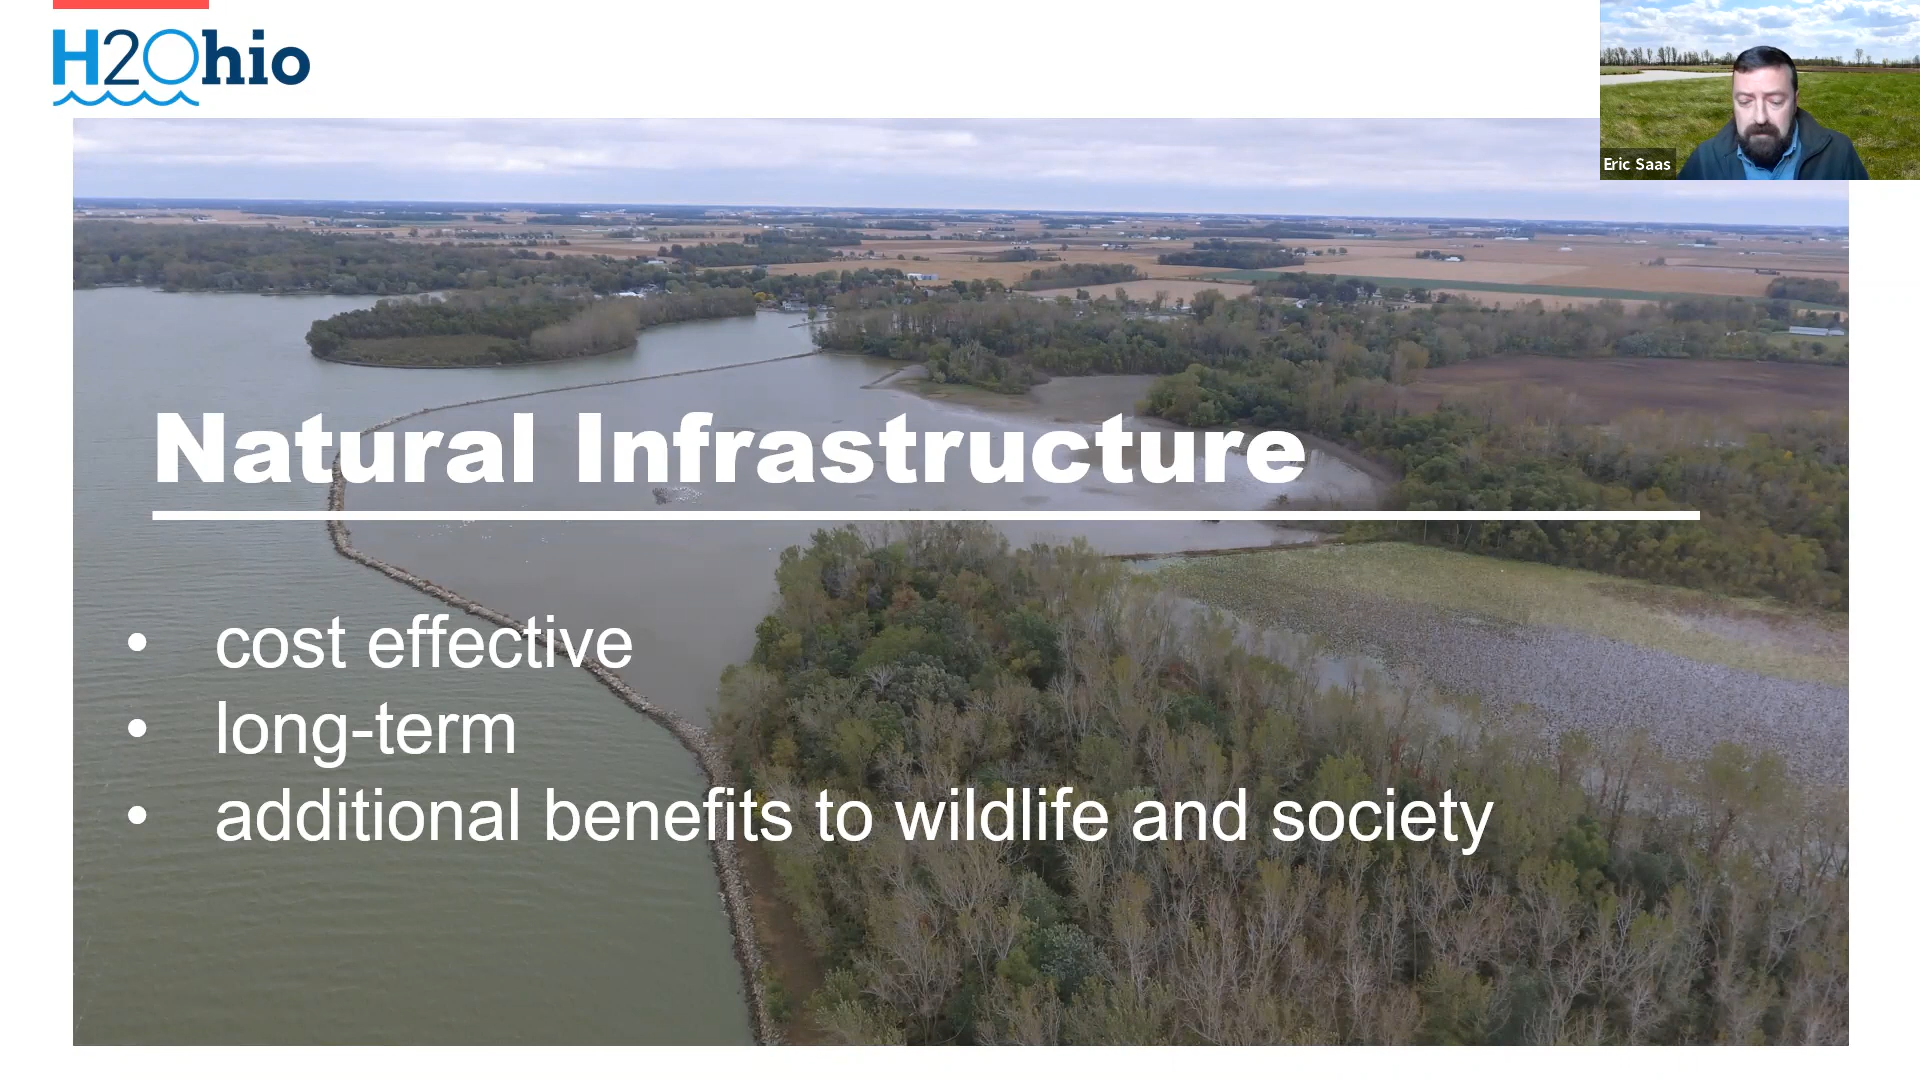 H2Ohio
Eric Saas
Natural Infrastructure
• cost effective
• long-term
• additional benefits to wildlife and society